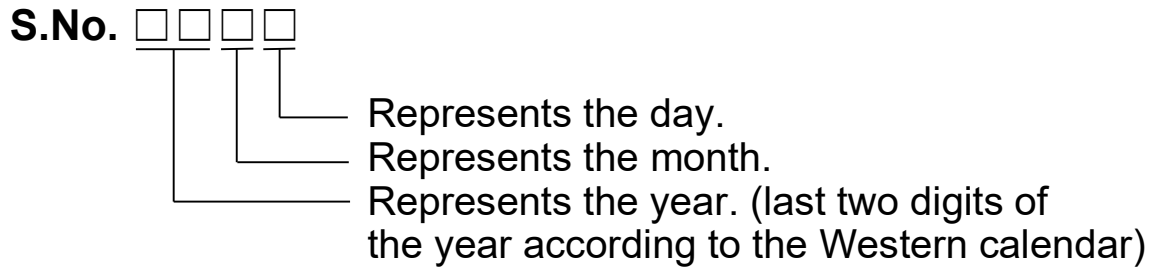 S.No. □□□□
Represents the day.
Represents the month.
Represents the year. (last two digits of
the year according to the Western calendar)